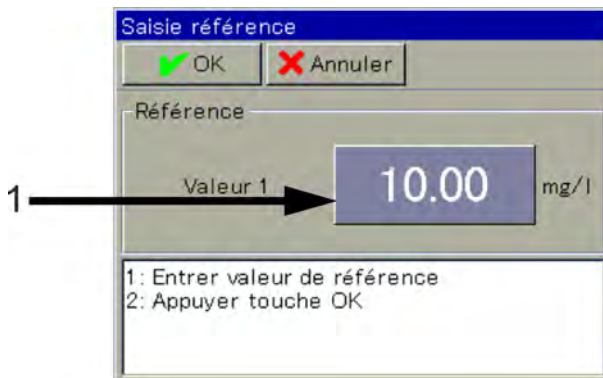 Saisie référence
OK Annuler
Référence
1 Valeur 1 10.00 mg/l
1: Entrer valeur de référence
2: Appuyer touche OK